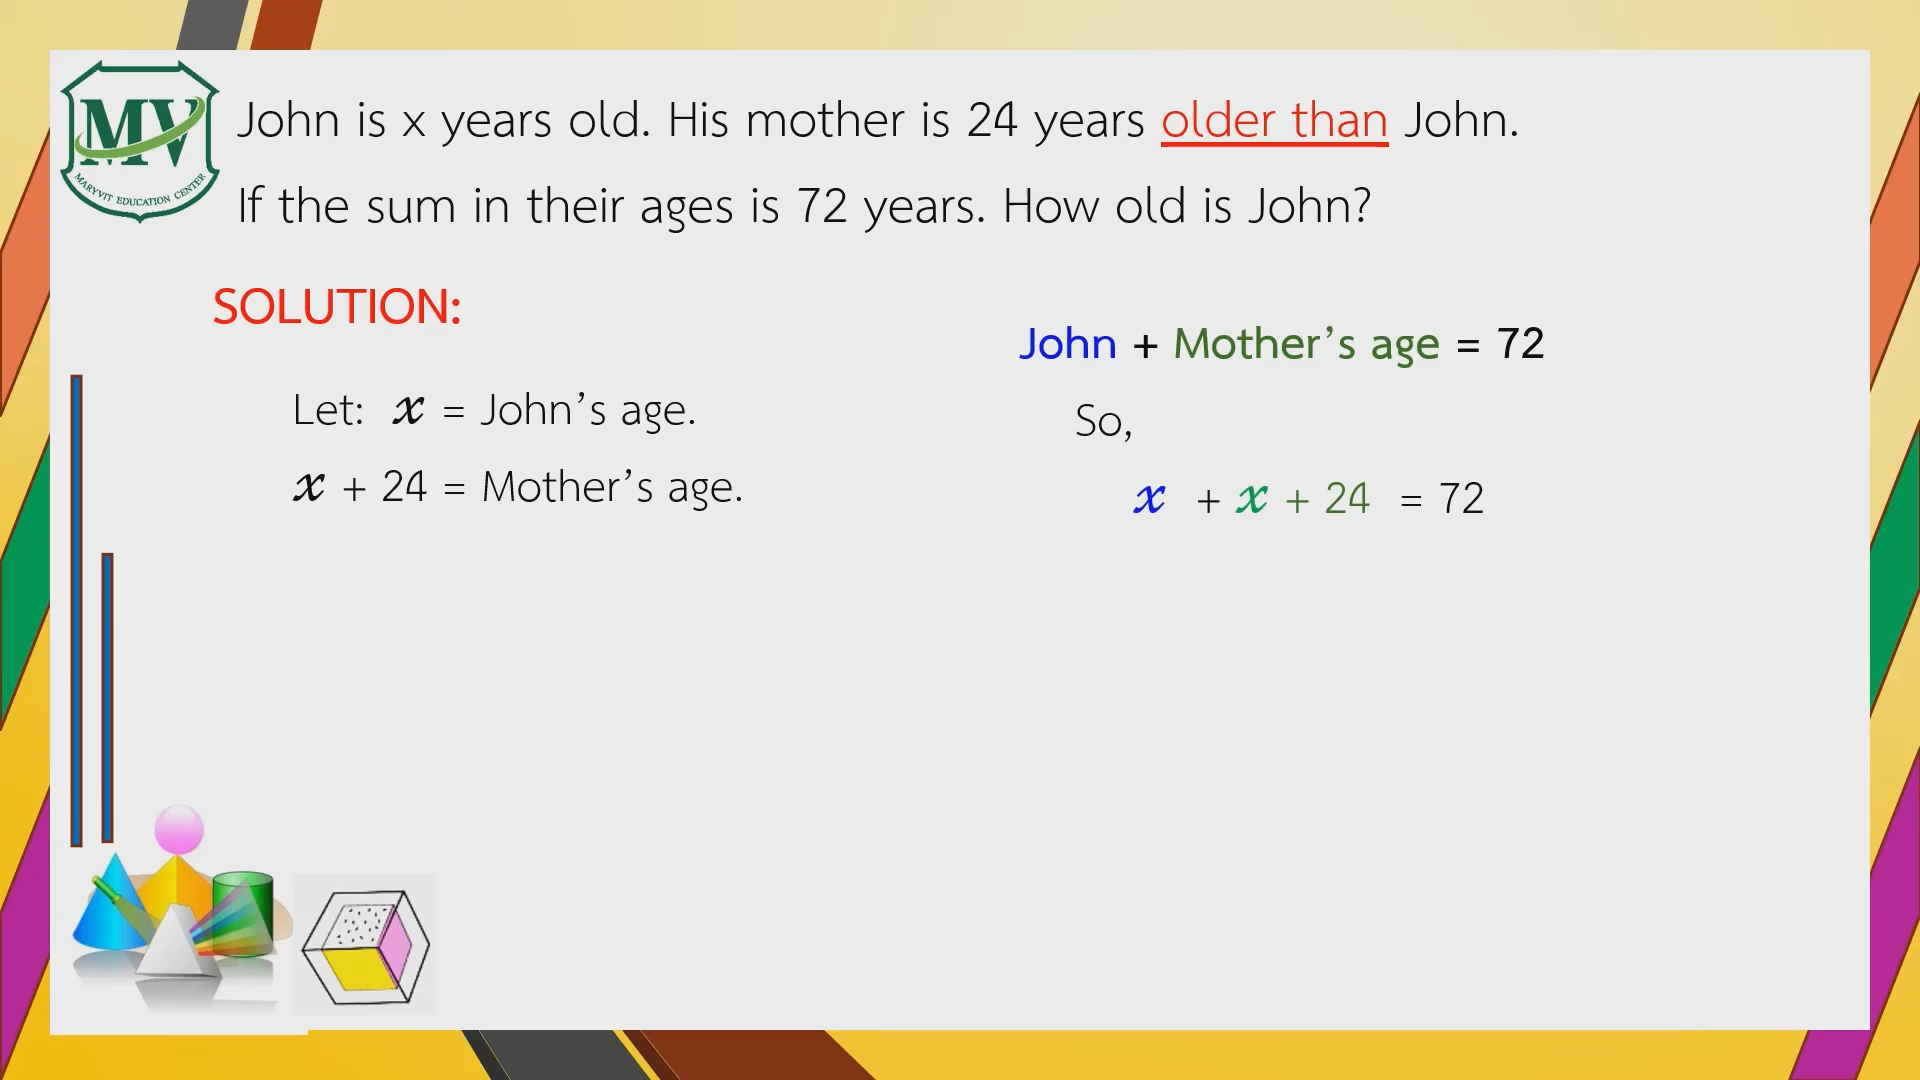 MV
MARYVIT EDUCATION CENTER
John is x years old. His mother is 24 years older than John.
If the sum in their ages is 72 years. How old is John?
SOLUTION:
Let: x = John’s age.
x + 24 = Mother’s age.
John + Mother’s age = 72
So,
x + x + 24 = 72